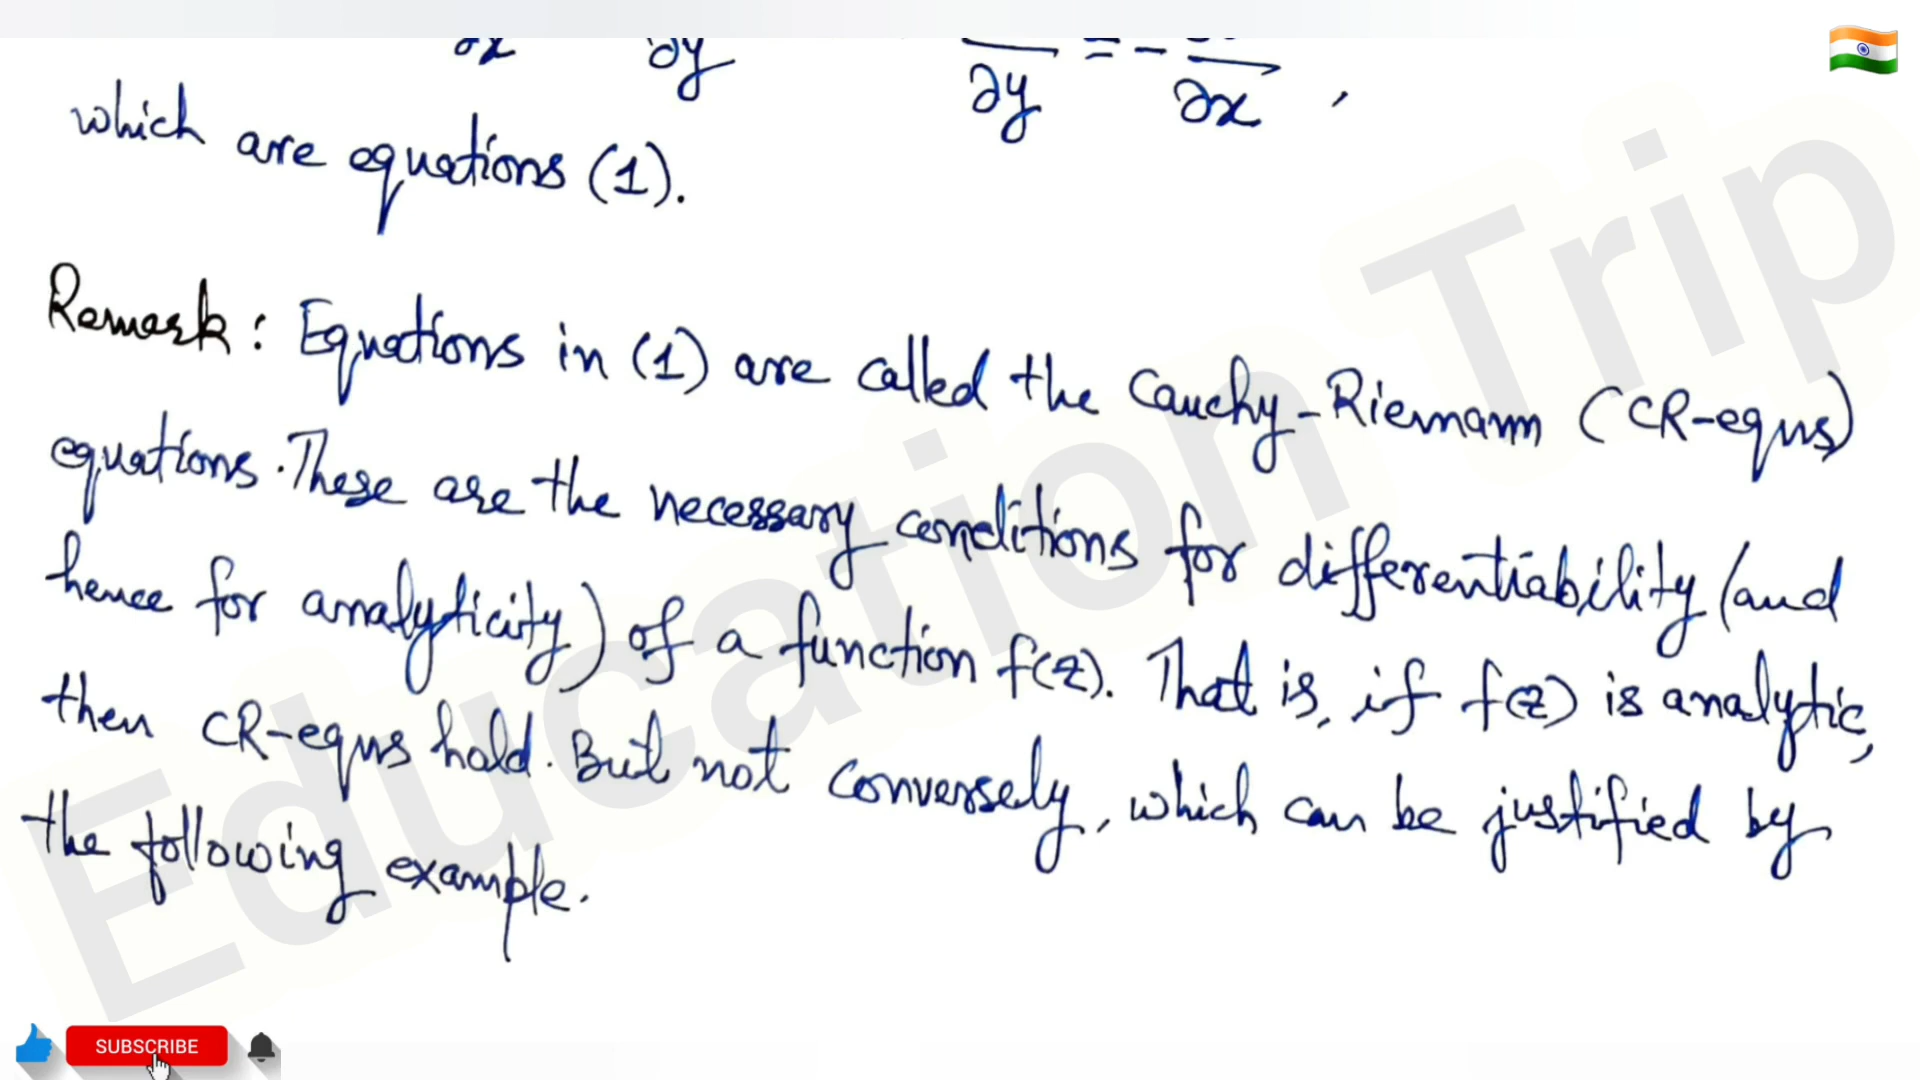 ∂x ∂y ∂y = - ∂x ,
which are equations (1).
Remark: Equations in (1) are called the Cauchy-Riemann (CR-eqns)
equations. These are the necessary conditions for differentiability (and
hence for analyticity) of a function f(z). That is, if f(z) is analytic,
then CR-eqns hold. But not conversely, which can be justified by
the following example.
Education Trip
SUBSCRIBE